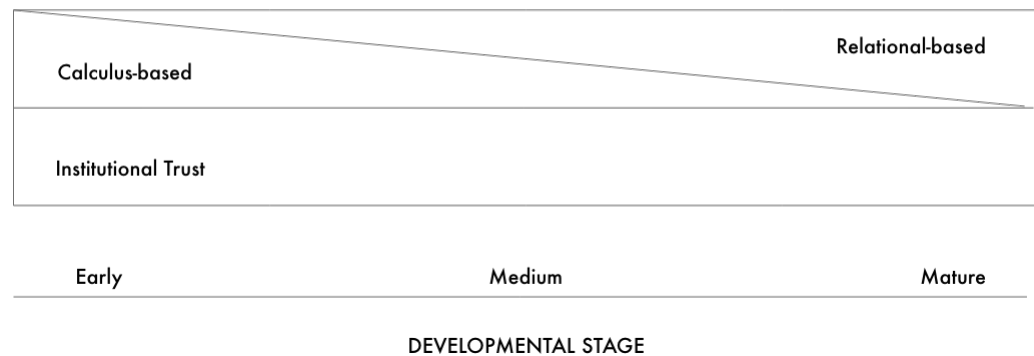 Relational-based
Calculus-based
Institutional Trust
Early Medium Mature
DEVELOPMENTAL STAGE